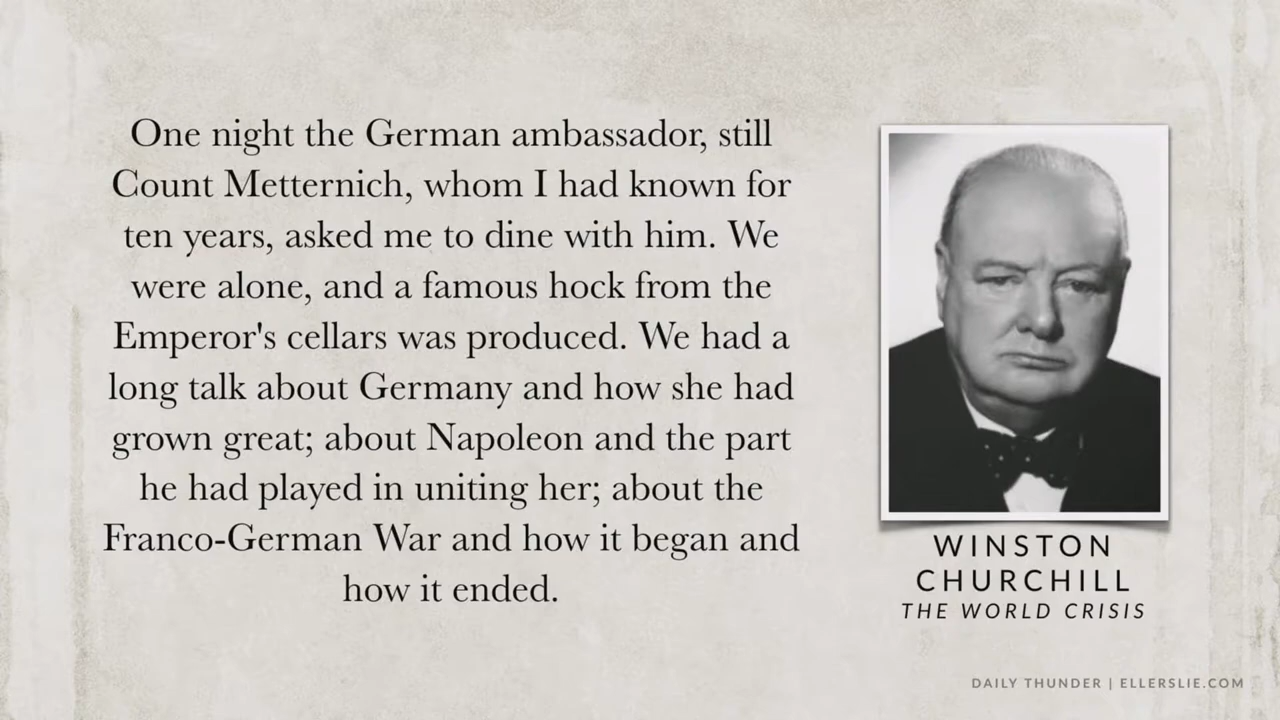 One night the German ambassador, still
Count Metternich, whom I had known for
ten years, asked me to dine with him. We
were alone, and a famous hock from the
Emperor's cellars was produced. We had a
long talk about Germany and how she had
grown great; about Napoleon and the part
he had played in uniting her; about the
Franco-German War and how it began and
how it ended.
WINSTON
CHURCHILL
THE WORLD CRISIS
DAILY THUNDER | ELLERSLIE.COM